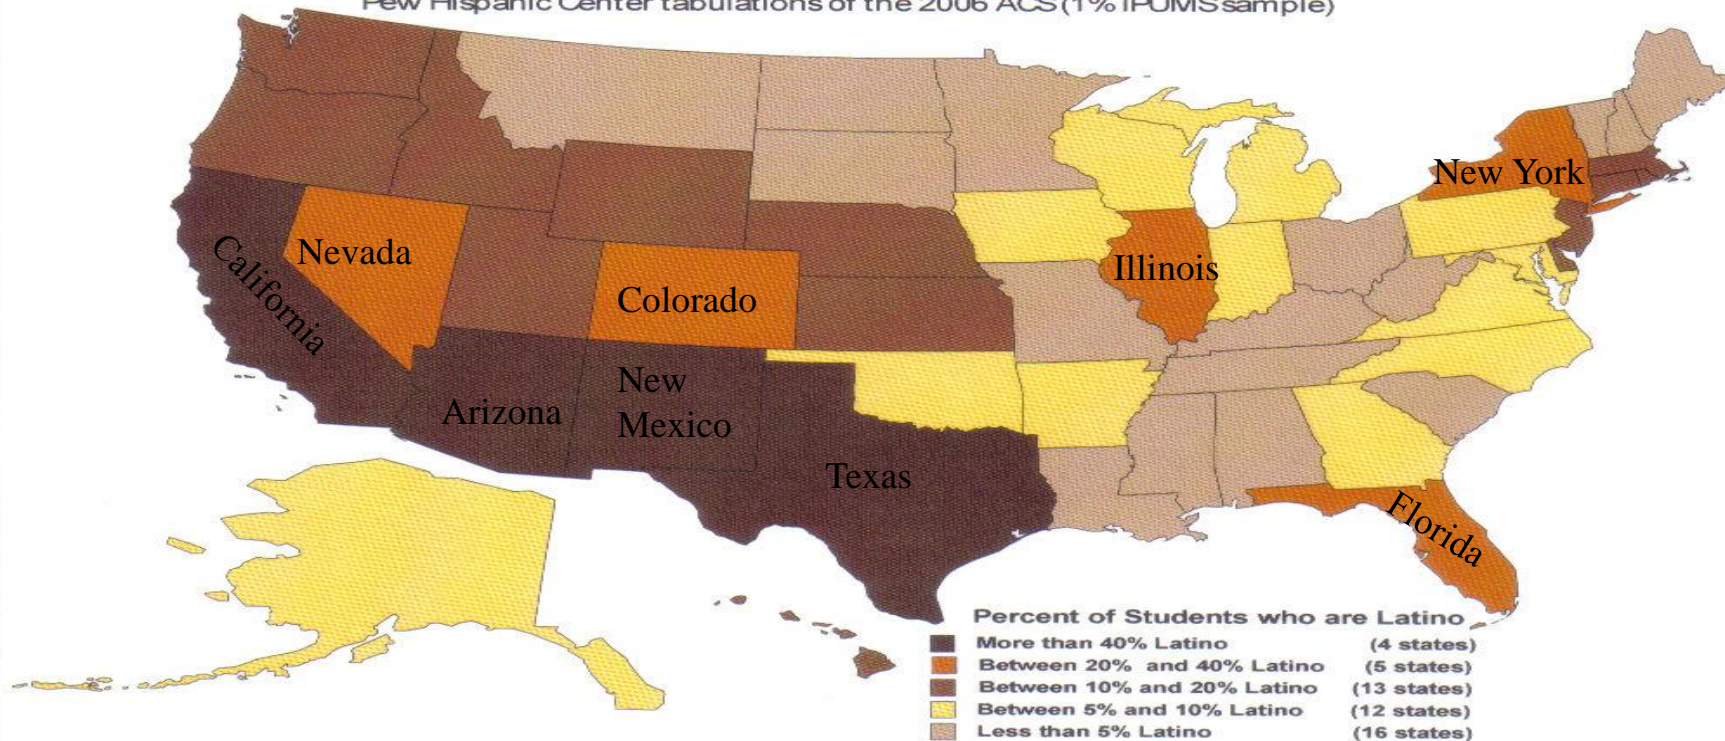 Pew Hispanic Center tabulations of the 2006 ACS (1% IPUMS sample)
New York
Nevada
California
Illinois
Colorado
New
Mexico
Arizona
Texas
Florida
Percent of Students who are Latino
More than 40% Latino (4 states)
Between 20% and 40% Latino (5 states)
Between 10% and 20% Latino (13 states)
Between 5% and 10% Latino (12 states)
Less than 5% Latino (16 states)